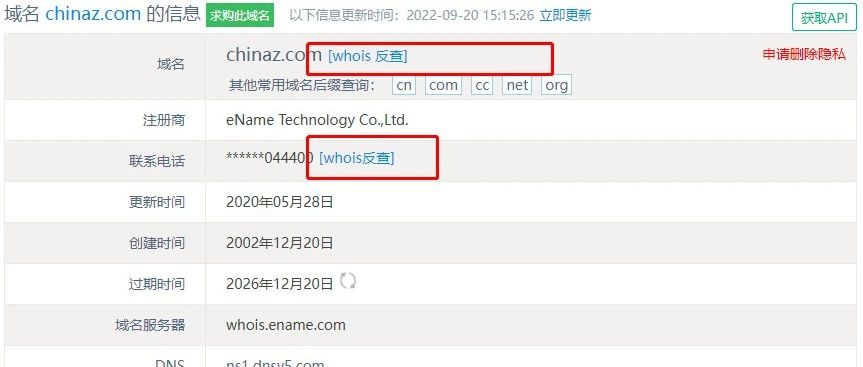 域名 chinaz.com 的信息 求购此域名 以下信息更新时间：2022-09-20 15:15:26 立即更新 获取API
域名 chinaz.com [whois 反查] 申请删除隐私
其他常用域名后缀查询： cn com cc net org
注册商 eName Technology Co.,Ltd.
联系电话 ******044400 [whois反查]
更新时间 2020年05月28日
创建时间 2002年12月20日
过期时间 2026年12月20日
域名服务器 whois.ename.com
DNS ns1.dnsv5.com